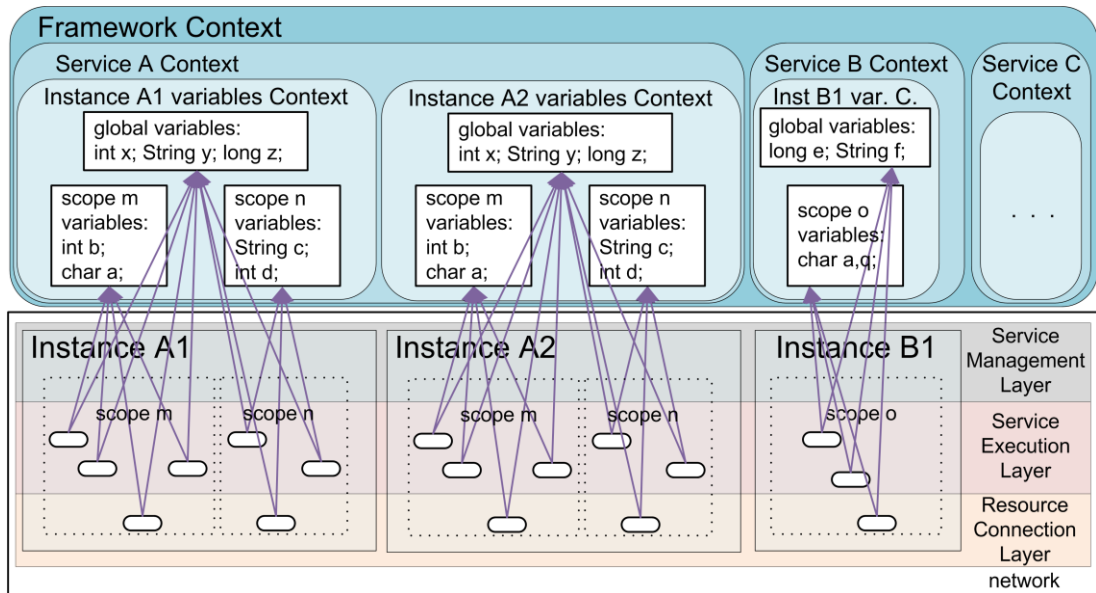 Framework Context
Service A Context
Instance A1 variables Context
global variables:
int x; String y; long z;
scope m
variables:
int b;
char a;
scope n
variables:
String c;
int d;
Instance A2 variables Context
global variables:
int x; String y; long z;
scope m
variables:
int b;
char a;
scope n
variables:
String c;
int d;
Service B Context
Inst B1 var. C.
global variables:
long e; String f;
scope o
variables:
char a,q;
Service C
Context
. . .
Instance A1
scope m
scope n
Instance A2
scope m
scope n
Instance B1
scope o
Service
Management
Layer
Service
Execution
Layer
Resource
Connection
Layer
network